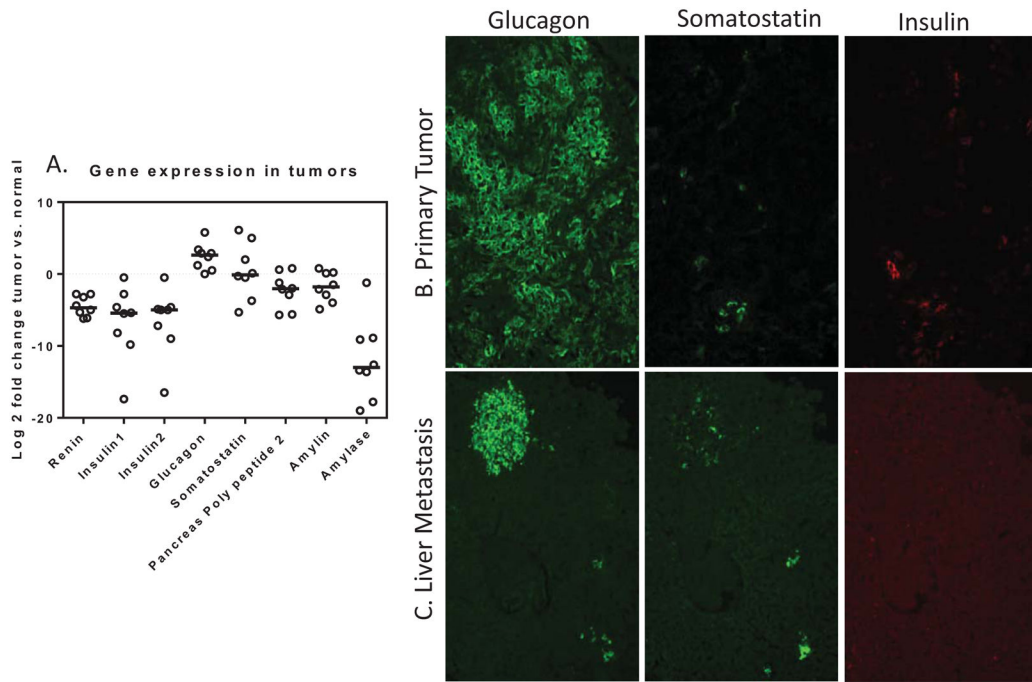 Glucagon
Somatostatin
Insulin
A.
Gene expression in tumors
Log 2 fold change tumor vs. normal
10
0
-10
-20
Renin
Insulin1
Insulin2
Glucagon
Somatostatin
Pancreas Poly peptide 2
Amylin
Amylase
B. Primary Tumor
C. Liver Metastasis